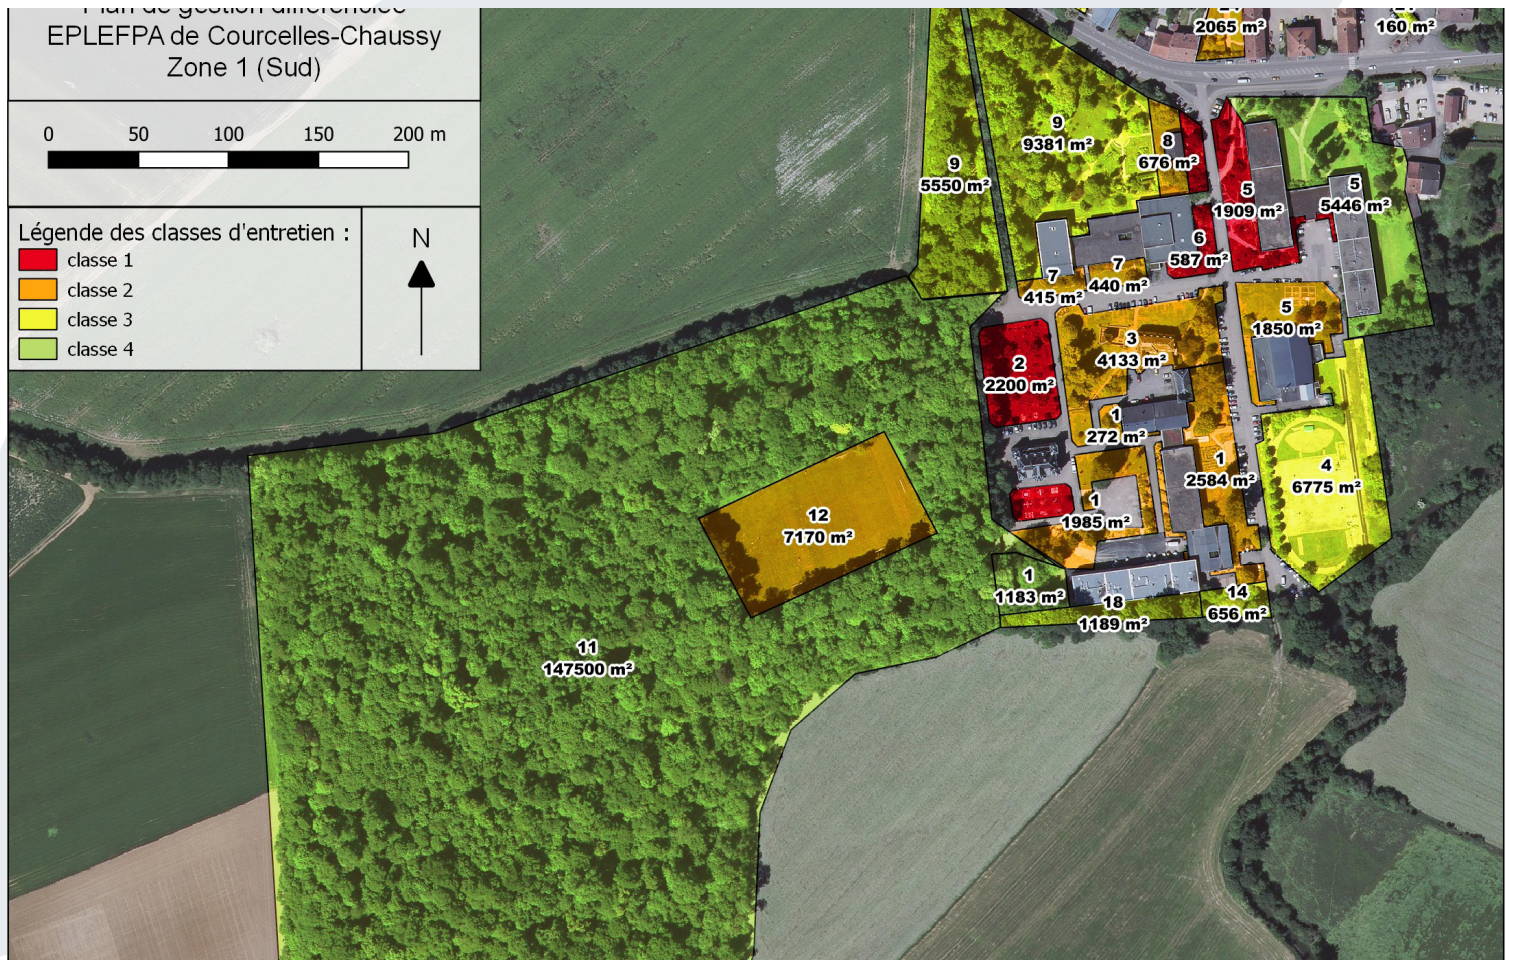 Plan de gestion différenciée
EPLEFPA de Courcelles-Chaussy
Zone 1 (Sud)
0 50 100 150 200 m
Légende des classes d'entretien :
classe 1
classe 2
classe 3
classe 4
N
2065 m²
160 m²
9
9381 m²
8
676 m²
9
5550 m²
5
1909 m²
5
5446 m²
6
587 m²
7
415 m²
7
440 m²
5
1850 m²
3
4133 m²
2
2200 m²
1
272 m²
1
2584 m²
4
6775 m²
1
1985 m²
12
7170 m²
1
1183 m²
18
1189 m²
14
656 m²
11
147500 m²